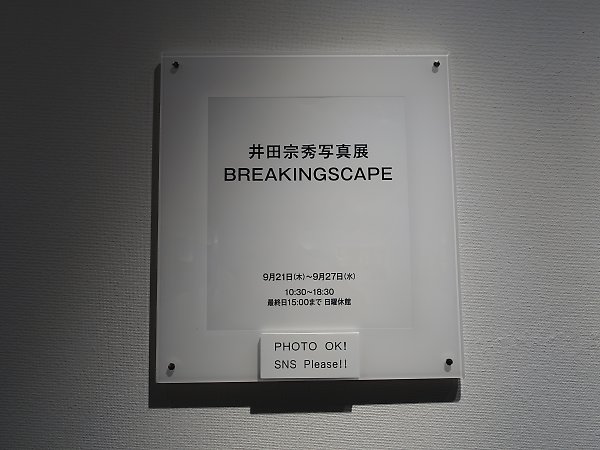 井田宗秀写真展
BREAKINGSCAPE
9月21日(木)～9月27日(水)
10:30～18:30
最終日15:00まで 日曜休館
PHOTO OK!
SNS Please!!